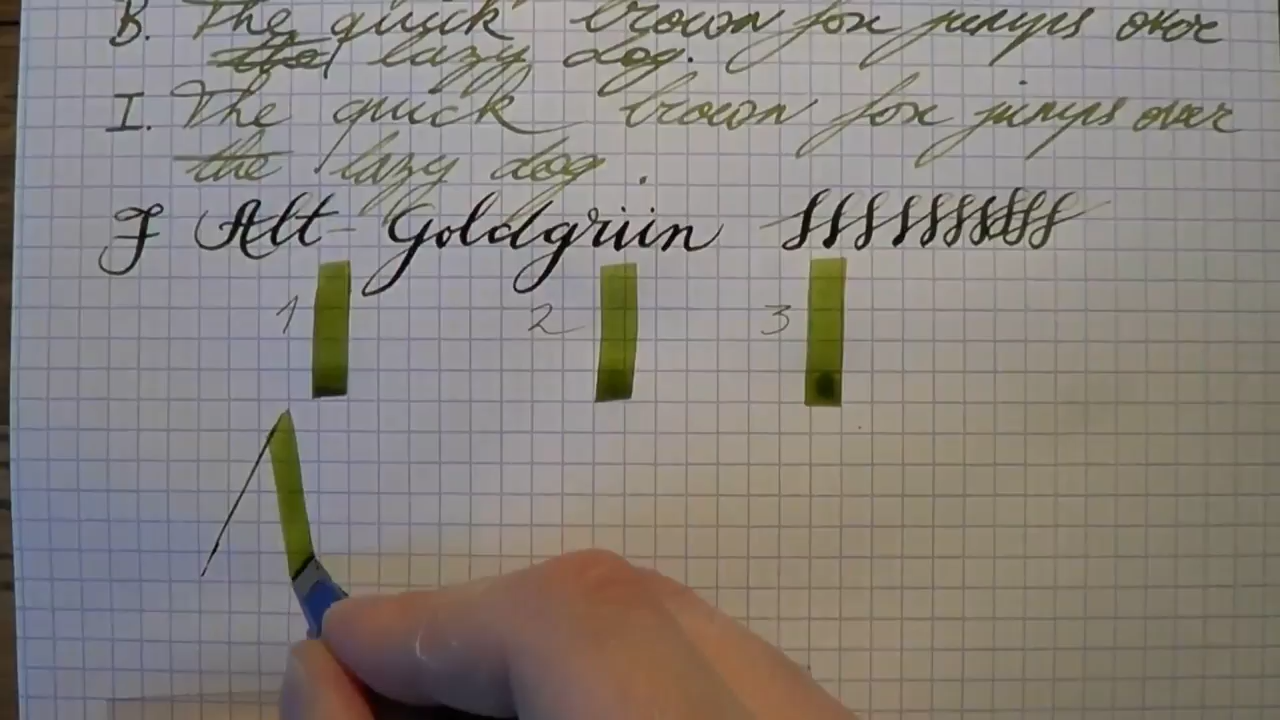 B. The quick brown fox jumps over
the lazy dog.
I. The quick brown fox jumps over
the lazy dog.
F Alt-Goldgrün ffffffffff
1 2 3